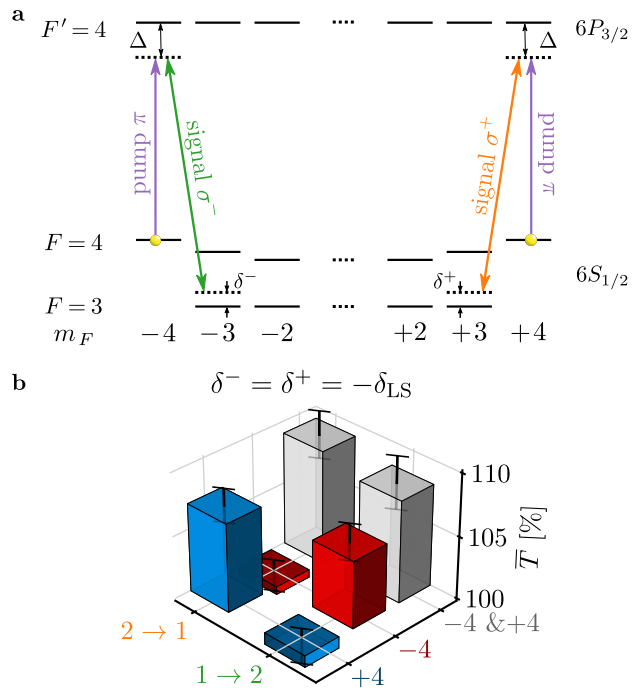 a
F′ = 4
Δ
Δ
6P3/2
pump π
signal σ−
signal σ+
pump π
F = 4
δ−
δ+
6S1/2
F = 3
mF
−4 −3 −2 +2 +3 +4
b
δ− = δ+ = −δLS
110
105
100
T̅ [%]
−4 &+4
−4
+4
2 → 1
1 → 2